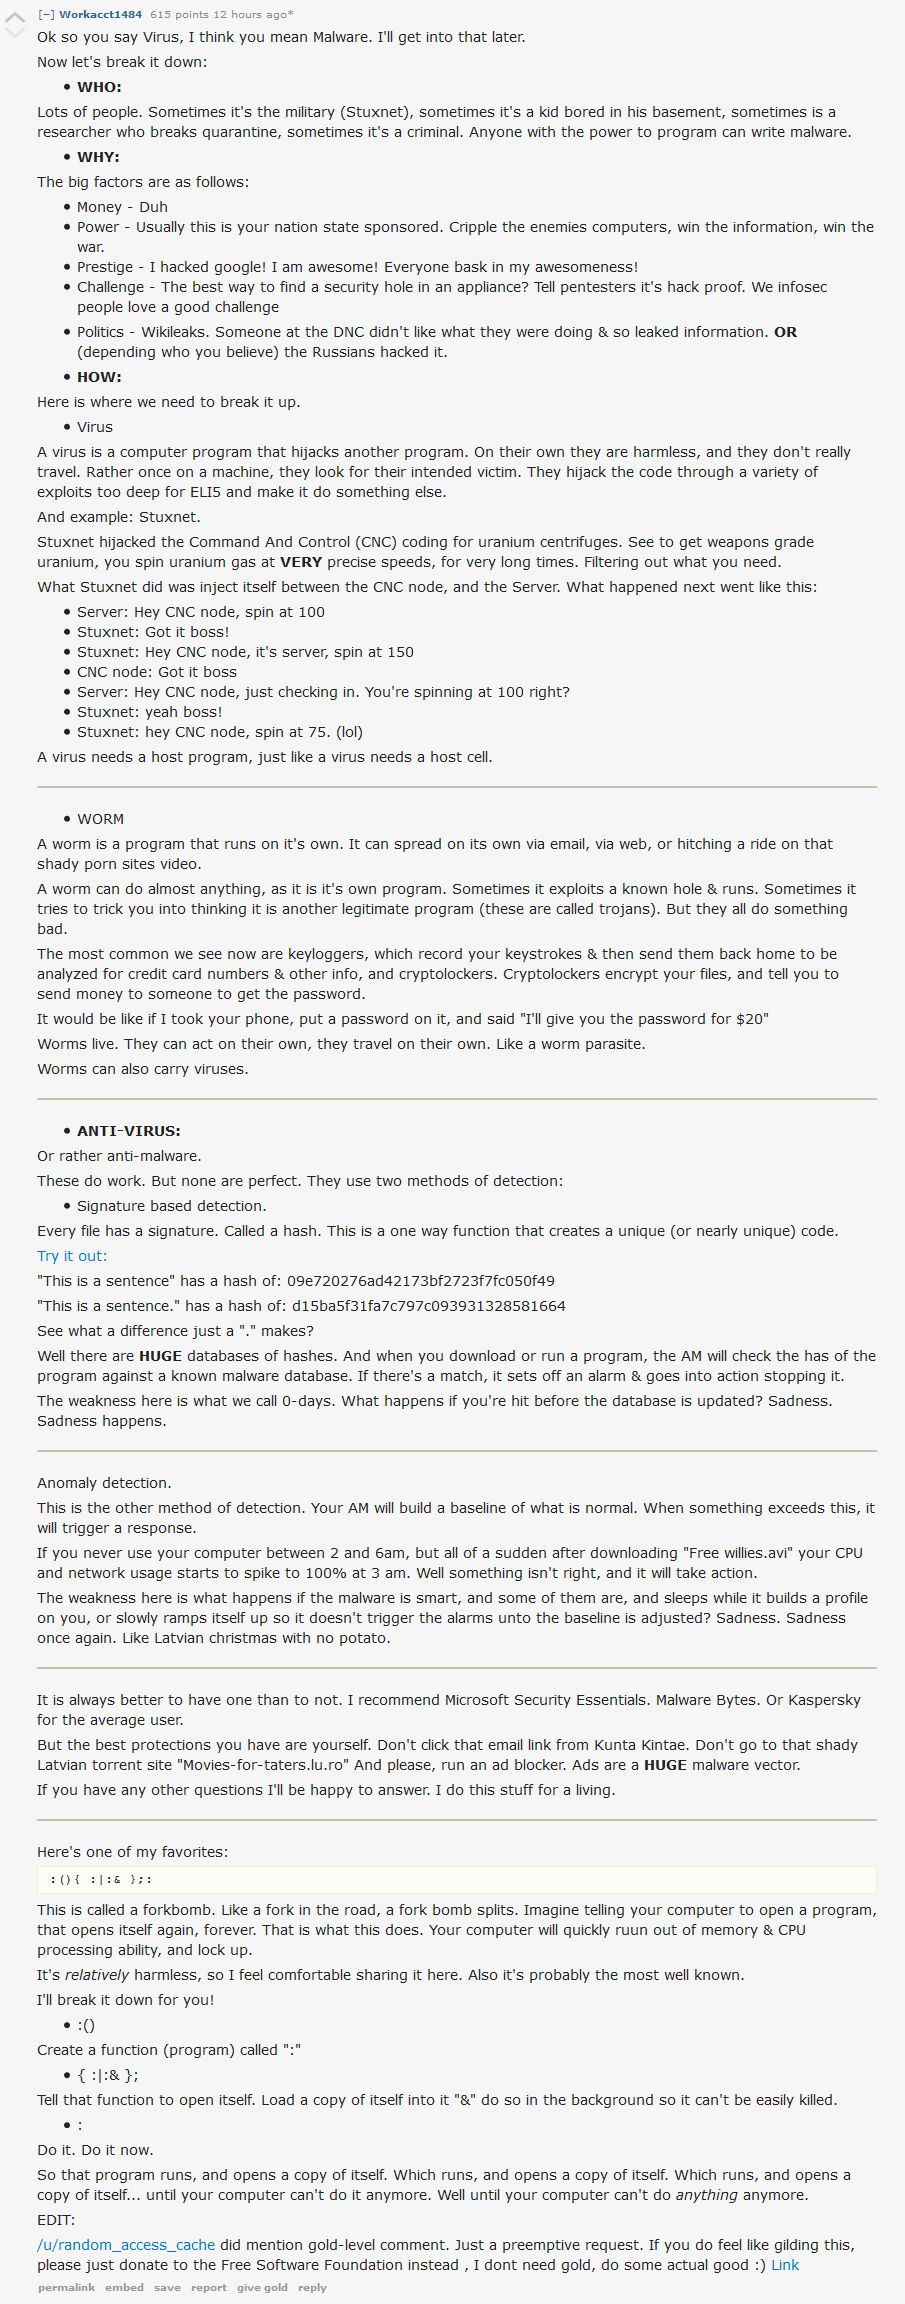 [–] Workacct1484 615 points 12 hours ago*
Ok so you say Virus, I think you mean Malware. I'll get into that later.
Now let's break it down:
• WHO:
Lots of people. Sometimes it's the military (Stuxnet), sometimes it's a kid bored in his basement, sometimes is a
researcher who breaks quarantine, sometimes it's a criminal. Anyone with the power to program can write malware.
• WHY:
The big factors are as follows:
• Money - Duh
• Power - Usually this is your nation state sponsored. Cripple the enemies computers, win the information, win the
war.
• Prestige - I hacked google! I am awesome! Everyone bask in my awesomeness!
• Challenge - The best way to find a security hole in an appliance? Tell pentesters it's hack proof. We infosec
people love a good challenge
• Politics - Wikileaks. Someone at the DNC didn't like what they were doing & so leaked information. OR
(depending who you believe) the Russians hacked it.
• HOW:
Here is where we need to break it up.
• Virus
A virus is a computer program that hijacks another program. On their own they are harmless, and they don't really
travel. Rather once on a machine, they look for their intended victim. They hijack the code through a variety of
exploits too deep for ELI5 and make it do something else.
And example: Stuxnet.
Stuxnet hijacked the Command And Control (CNC) coding for uranium centrifuges. See to get weapons grade
uranium, you spin uranium gas at VERY precise speeds, for very long times. Filtering out what you need.
What Stuxnet did was inject itself between the CNC node, and the Server. What happened next went like this:
• Server: Hey CNC node, spin at 100
• Stuxnet: Got it boss!
• Stuxnet: Hey CNC node, it's server, spin at 150
• CNC node: Got it boss
• Server: Hey CNC node, just checking in. You're spinning at 100 right?
• Stuxnet: yeah boss!
• Stuxnet: hey CNC node, spin at 75. (lol)
A virus needs a host program, just like a virus needs a host cell.
• WORM
A worm is a program that runs on it's own. It can spread on its own via email, via web, or hitching a ride on that
shady porn sites video.
A worm can do almost anything, as it is it's own program. Sometimes it exploits a known hole & runs. Sometimes it
tries to trick you into thinking it is another legitimate program (these are called trojans). But they all do something
bad.
The most common we see now are keyloggers, which record your keystrokes & then send them back home to be
analyzed for credit card numbers & other info, and cryptolockers. Cryptolockers encrypt your files, and tell you to
send money to someone to get the password.
It would be like if I took your phone, put a password on it, and said "I'll give you the password for $20"
Worms live. They can act on their own, they travel on their own. Like a worm parasite.
Worms can also carry viruses.
• ANTI-VIRUS:
Or rather anti-malware.
These do work. But none are perfect. They use two methods of detection:
• Signature based detection.
Every file has a signature. Called a hash. This is a one way function that creates a unique (or nearly unique) code.
Try it out:
"This is a sentence" has a hash of: 09e720276ad42173bf2723f7fc050f49
"This is a sentence." has a hash of: d15ba5f31fa7c797c093931328581664
See what a difference just a "." makes?
Well there are HUGE databases of hashes. And when you download or run a program, the AM will check the has of the
program against a known malware database. If there's a match, it sets off an alarm & goes into action stopping it.
The weakness here is what we call 0-days. What happens if you're hit before the database is updated? Sadness.
Sadness happens.
Anomaly detection.
This is the other method of detection. Your AM will build a baseline of what is normal. When something exceeds this, it
will trigger a response.
If you never use your computer between 2 and 6am, but all of a sudden after downloading "Free willies.avi" your CPU
and network usage starts to spike to 100% at 3 am. Well something isn't right, and it will take action.
The weakness here is what happens if the malware is smart, and some of them are, and sleeps while it builds a profile
on you, or slowly ramps itself up so it doesn't trigger the alarms unto the baseline is adjusted? Sadness. Sadness
once again. Like Latvian christmas with no potato.
It is always better to have one than to not. I recommend Microsoft Security Essentials. Malware Bytes. Or Kaspersky
for the average user.
But the best protections you have are yourself. Don't click that email link from Kunta Kintae. Don't go to that shady
Latvian torrent site "Movies-for-taters.lu.ro" And please, run an ad blocker. Ads are a HUGE malware vector.
If you have any other questions I'll be happy to answer. I do this stuff for a living.
Here's one of my favorites:
:(){ :|:& };:
This is called a forkbomb. Like a fork in the road, a fork bomb splits. Imagine telling your computer to open a program,
that opens itself again, forever. That is what this does. Your computer will quickly ruun out of memory & CPU
processing ability, and lock up.
It's relatively harmless, so I feel comfortable sharing it here. Also it's probably the most well known.
I'll break it down for you!
• :()
Create a function (program) called ":"
• { :|:& };
Tell that function to open itself. Load a copy of itself into it "&" do so in the background so it can't be easily killed.
• :
Do it. Do it now.
So that program runs, and opens a copy of itself. Which runs, and opens a copy of itself. Which runs, and opens a
copy of itself... until your computer can't do it anymore. Well until your computer can't do anything anymore.
EDIT:
/u/random_access_cache did mention gold-level comment. Just a preemptive request. If you do feel like gilding this,
please just donate to the Free Software Foundation instead , I dont need gold, do some actual good :) Link
permalink embed save report give gold reply